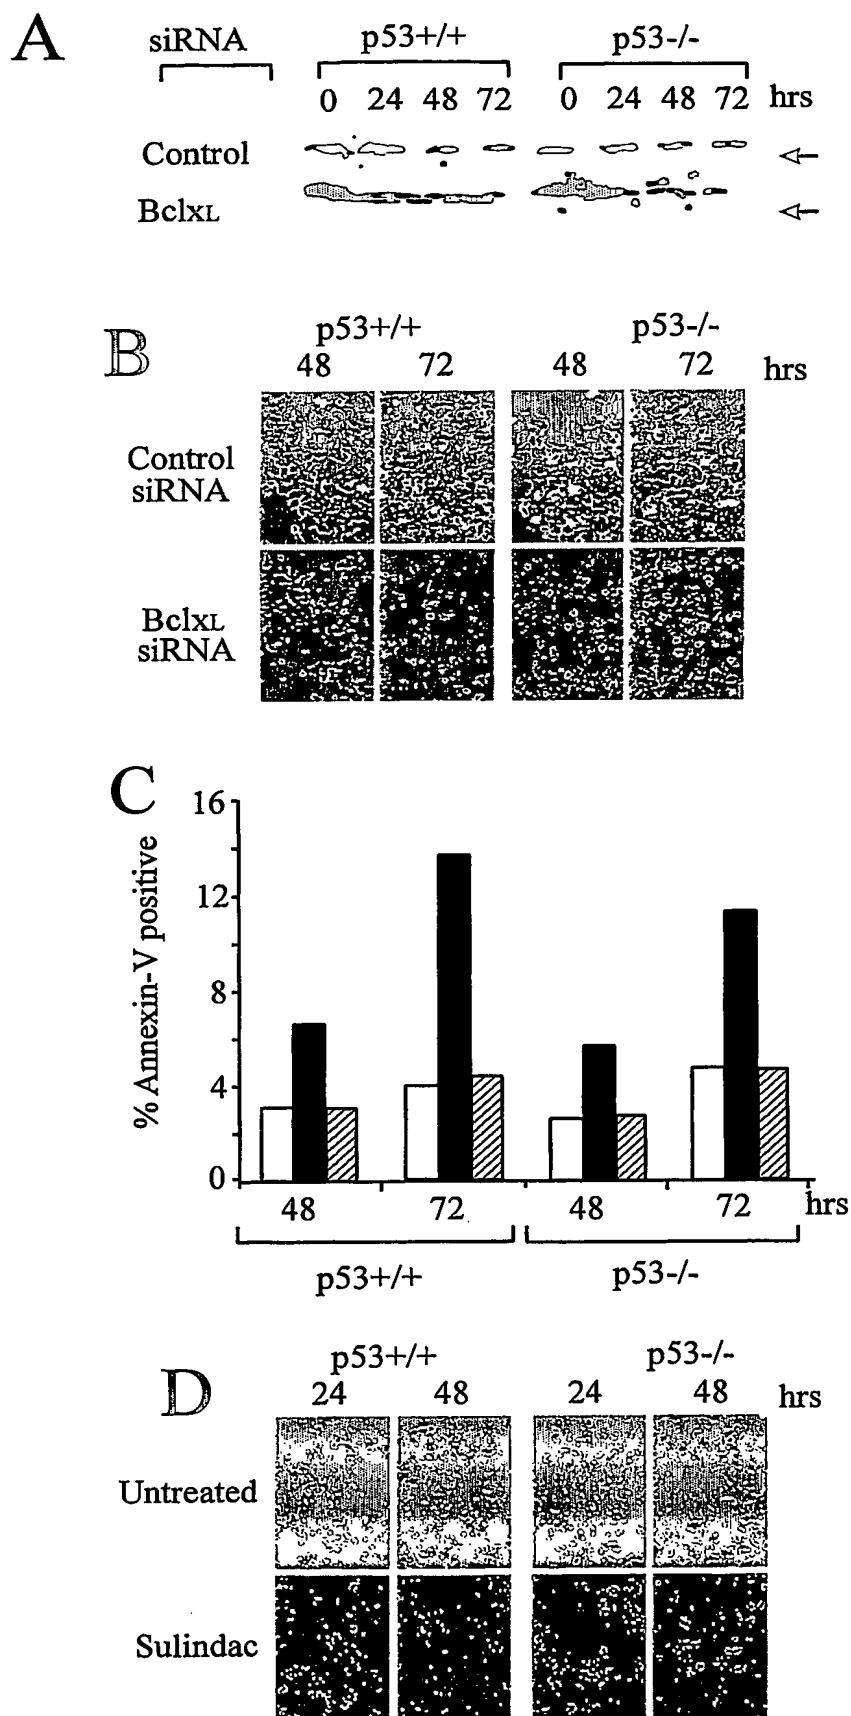 A
siRNA p53+/+ p53-/-
0 24 48 72 0 24 48 72 hrs
Control
BclxL
B
p53+/+ p53-/-
48 72 48 72 hrs
Control
siRNA
BclxL
siRNA
C
% Annexin-V positive
16
12
8
4
0
48 72 48 72 hrs
p53+/+ p53-/-
D
p53+/+ p53-/-
24 48 24 48 hrs
Untreated
Sulindac